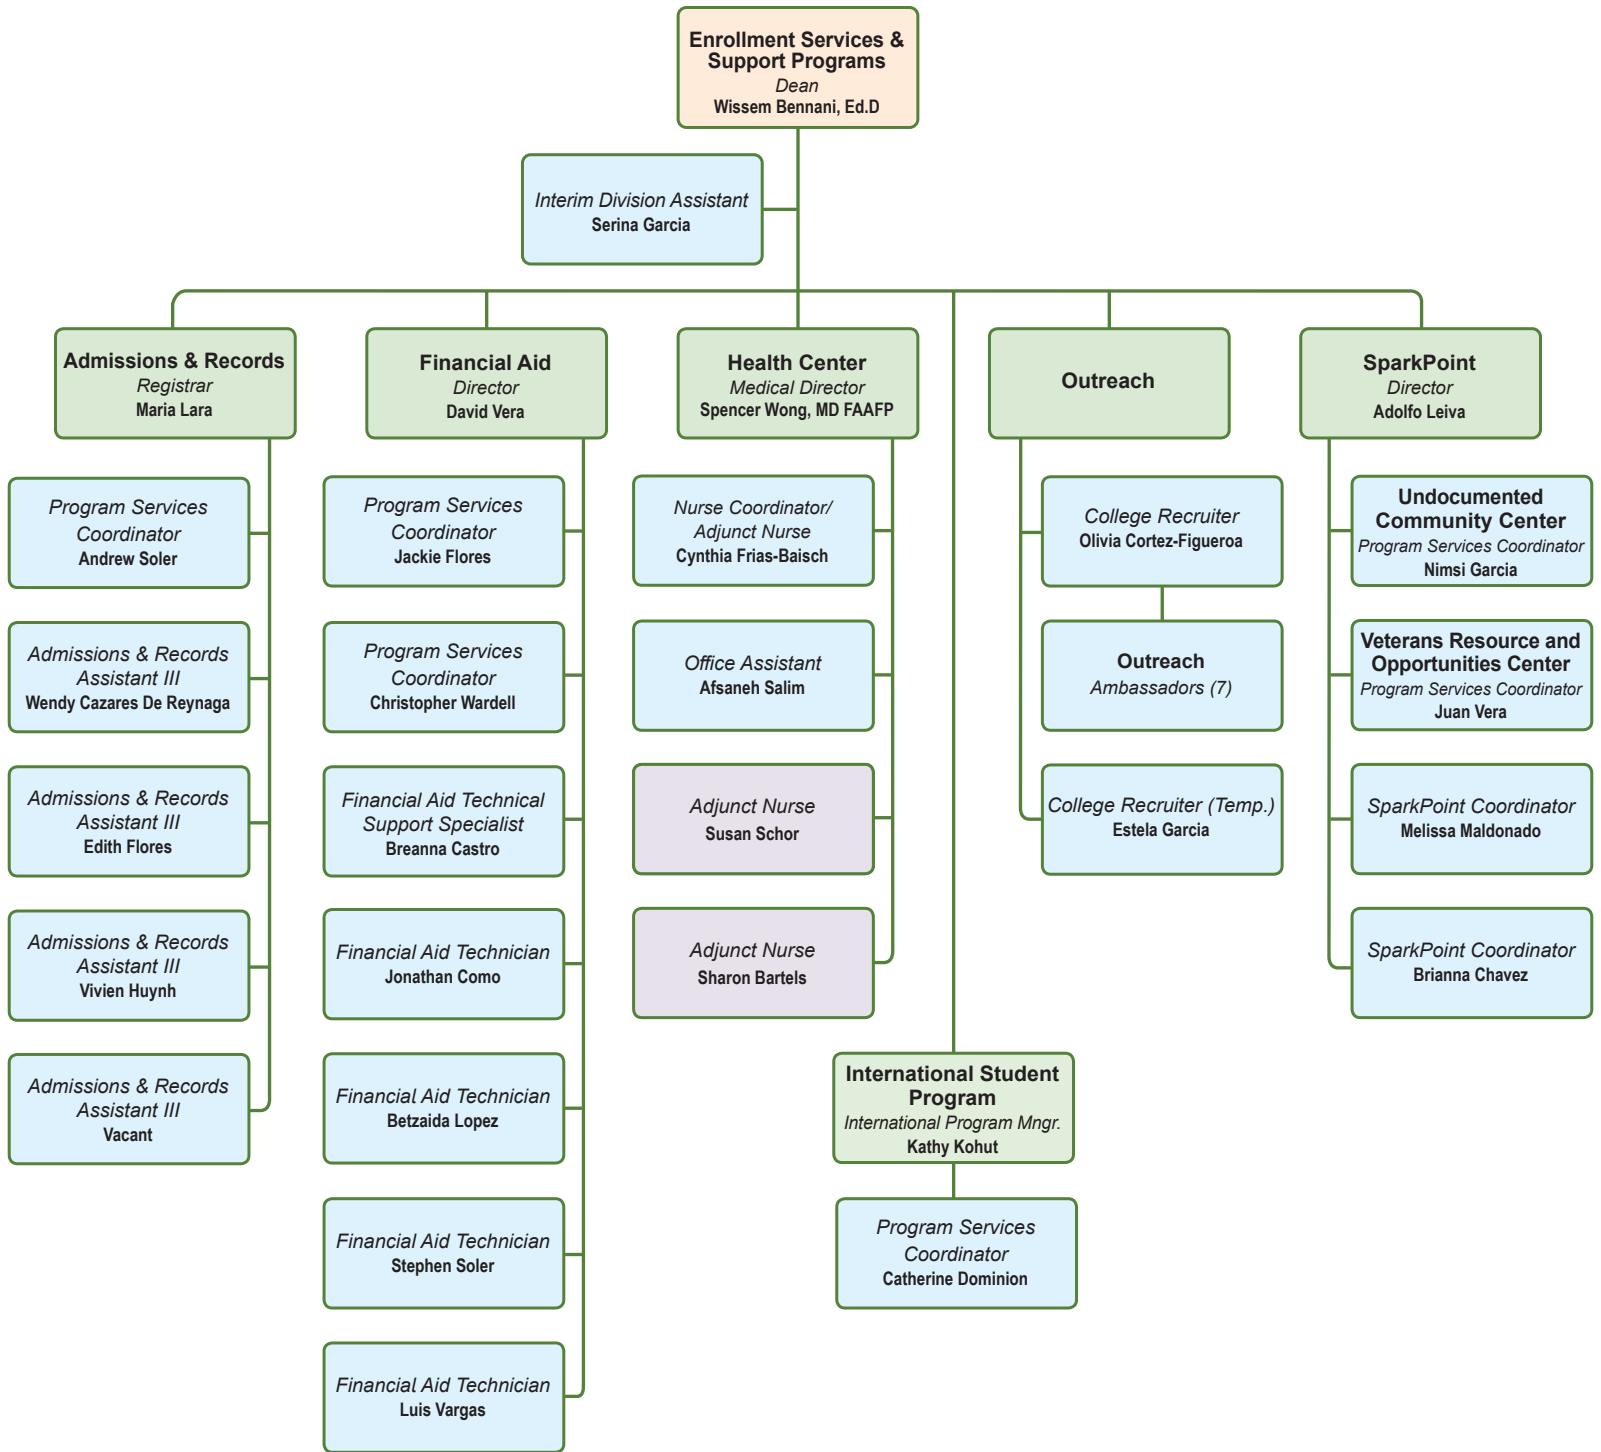 Enrollment Services &
Support Programs
Dean
Wissem Bennani, Ed.D
Interim Division Assistant
Serina Garcia
Admissions & Records
Registrar
Maria Lara
Program Services
Coordinator
Andrew Soler
Admissions & Records
Assistant III
Wendy Cazares De Reynaga
Admissions & Records
Assistant III
Edith Flores
Admissions & Records
Assistant III
Vivien Huynh
Admissions & Records
Assistant III
Vacant
Financial Aid
Director
David Vera
Program Services
Coordinator
Jackie Flores
Program Services
Coordinator
Christopher Wardell
Financial Aid Technical
Support Specialist
Breanna Castro
Financial Aid Technician
Jonathan Como
Financial Aid Technician
Betzaida Lopez
Financial Aid Technician
Stephen Soler
Financial Aid Technician
Luis Vargas
Health Center
Medical Director
Spencer Wong, MD FAAFP
Nurse Coordinator/
Adjunct Nurse
Cynthia Frias-Baisch
Office Assistant
Afsaneh Salim
Adjunct Nurse
Susan Schor
Adjunct Nurse
Sharon Bartels
International Student
Program
International Program Mngr.
Kathy Kohut
Program Services
Coordinator
Catherine Dominion
Outreach
College Recruiter
Olivia Cortez-Figueroa
Outreach
Ambassadors (7)
College Recruiter (Temp.)
Estela Garcia
SparkPoint
Director
Adolfo Leiva
Undocumented
Community Center
Program Services Coordinator
Nimsi Garcia
Veterans Resource and
Opportunities Center
Program Services Coordinator
Juan Vera
SparkPoint Coordinator
Melissa Maldonado
SparkPoint Coordinator
Brianna Chavez